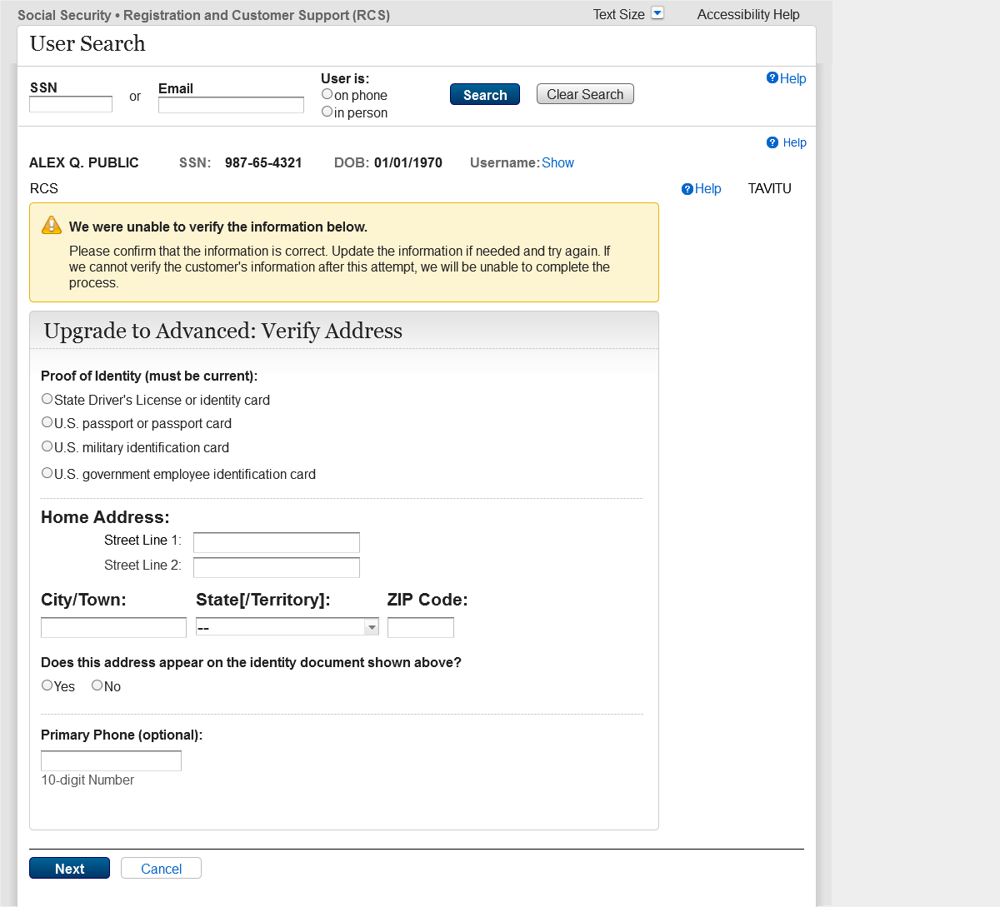 Social Security • Registration and Customer Support (RCS)
Text Size
Accessibility Help
User Search
SSN
or
Email
User is:
on phone
in person
Search
Clear Search
Help
Help
ALEX Q. PUBLIC SSN: 987-65-4321 DOB: 01/01/1970 Username: Show
RCS
Help
TAVITU
We were unable to verify the information below.
Please confirm that the information is correct. Update the information if needed and try again. If
we cannot verify the customer's information after this attempt, we will be unable to complete the
process.
Upgrade to Advanced: Verify Address
Proof of Identity (must be current):
State Driver's License or identity card
U.S. passport or passport card
U.S. military identification card
U.S. government employee identification card
Home Address:
Street Line 1:
Street Line 2:
City/Town: State[/Territory]: ZIP Code:
--
Does this address appear on the identity document shown above?
Yes No
Primary Phone (optional):
10-digit Number
Next Cancel